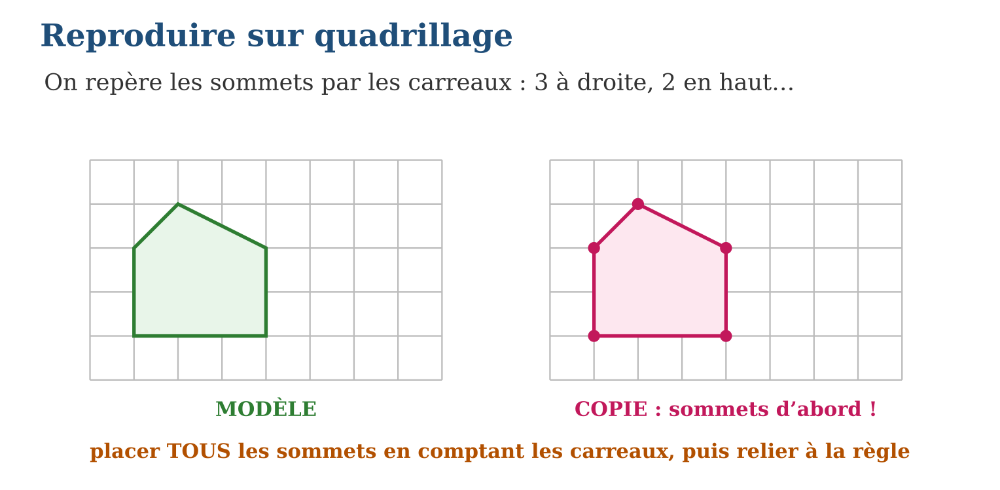 Reproduire sur quadrillage
On repère les sommets par les carreaux : 3 à droite, 2 en haut…
MODÈLE
COPIE : sommets d’abord !
placer TOUS les sommets en comptant les carreaux, puis relier à la règle